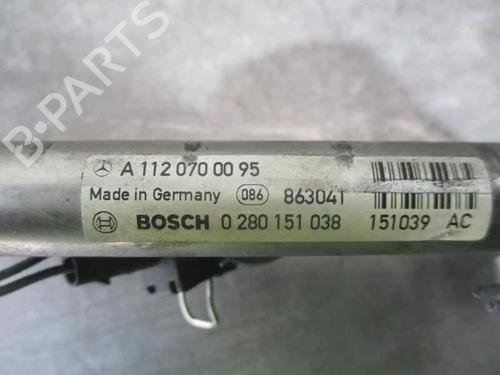 A 112 070 00 95
Made in Germany 086 863041
BOSCH 0 280 151 038 151039 AC
B-PARTS